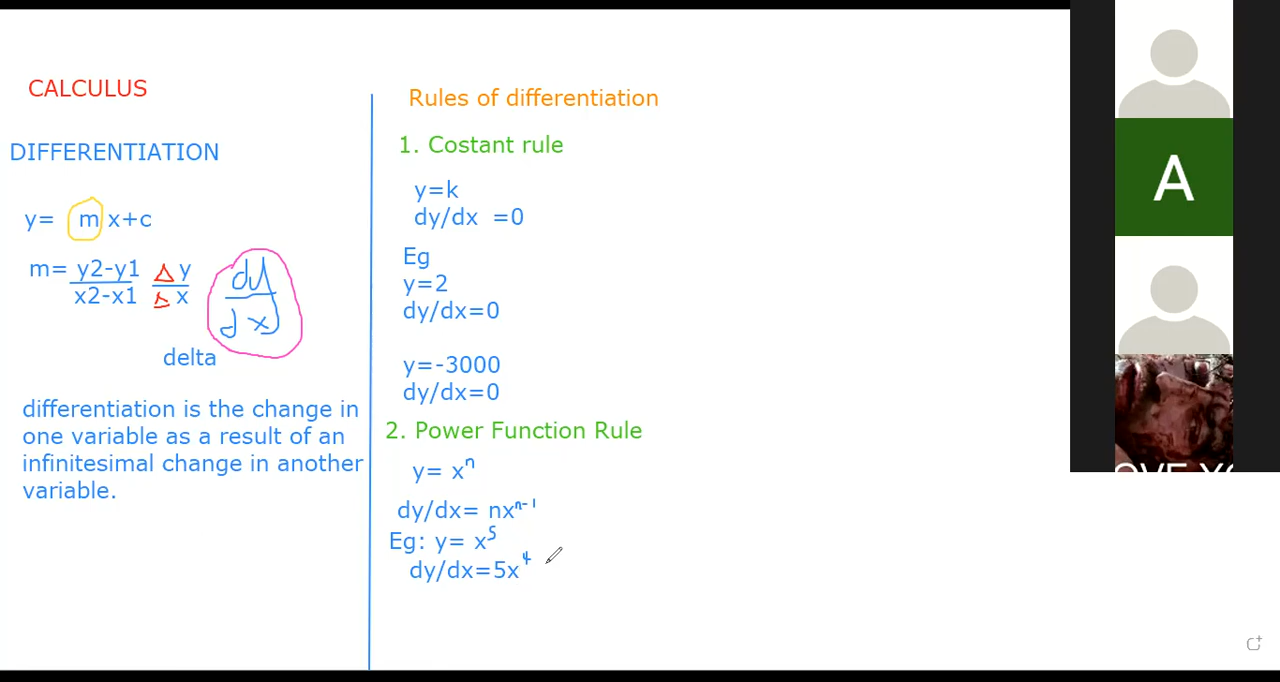 CALCULUS
DIFFERENTIATION
y= m x+c
m= y2-y1 Δ y
x2-x1 Δ x
dy
dx
delta
differentiation is the change in
one variable as a result of an
infinitesimal change in another
variable.
Rules of differentiation
1. Costant rule
y=k
dy/dx =0
Eg
y=2
dy/dx=0
y=-3000
dy/dx=0
2. Power Function Rule
y= xⁿ
dy/dx= nxⁿ⁻¹
Eg: y= x⁵
dy/dx=5x⁴
A